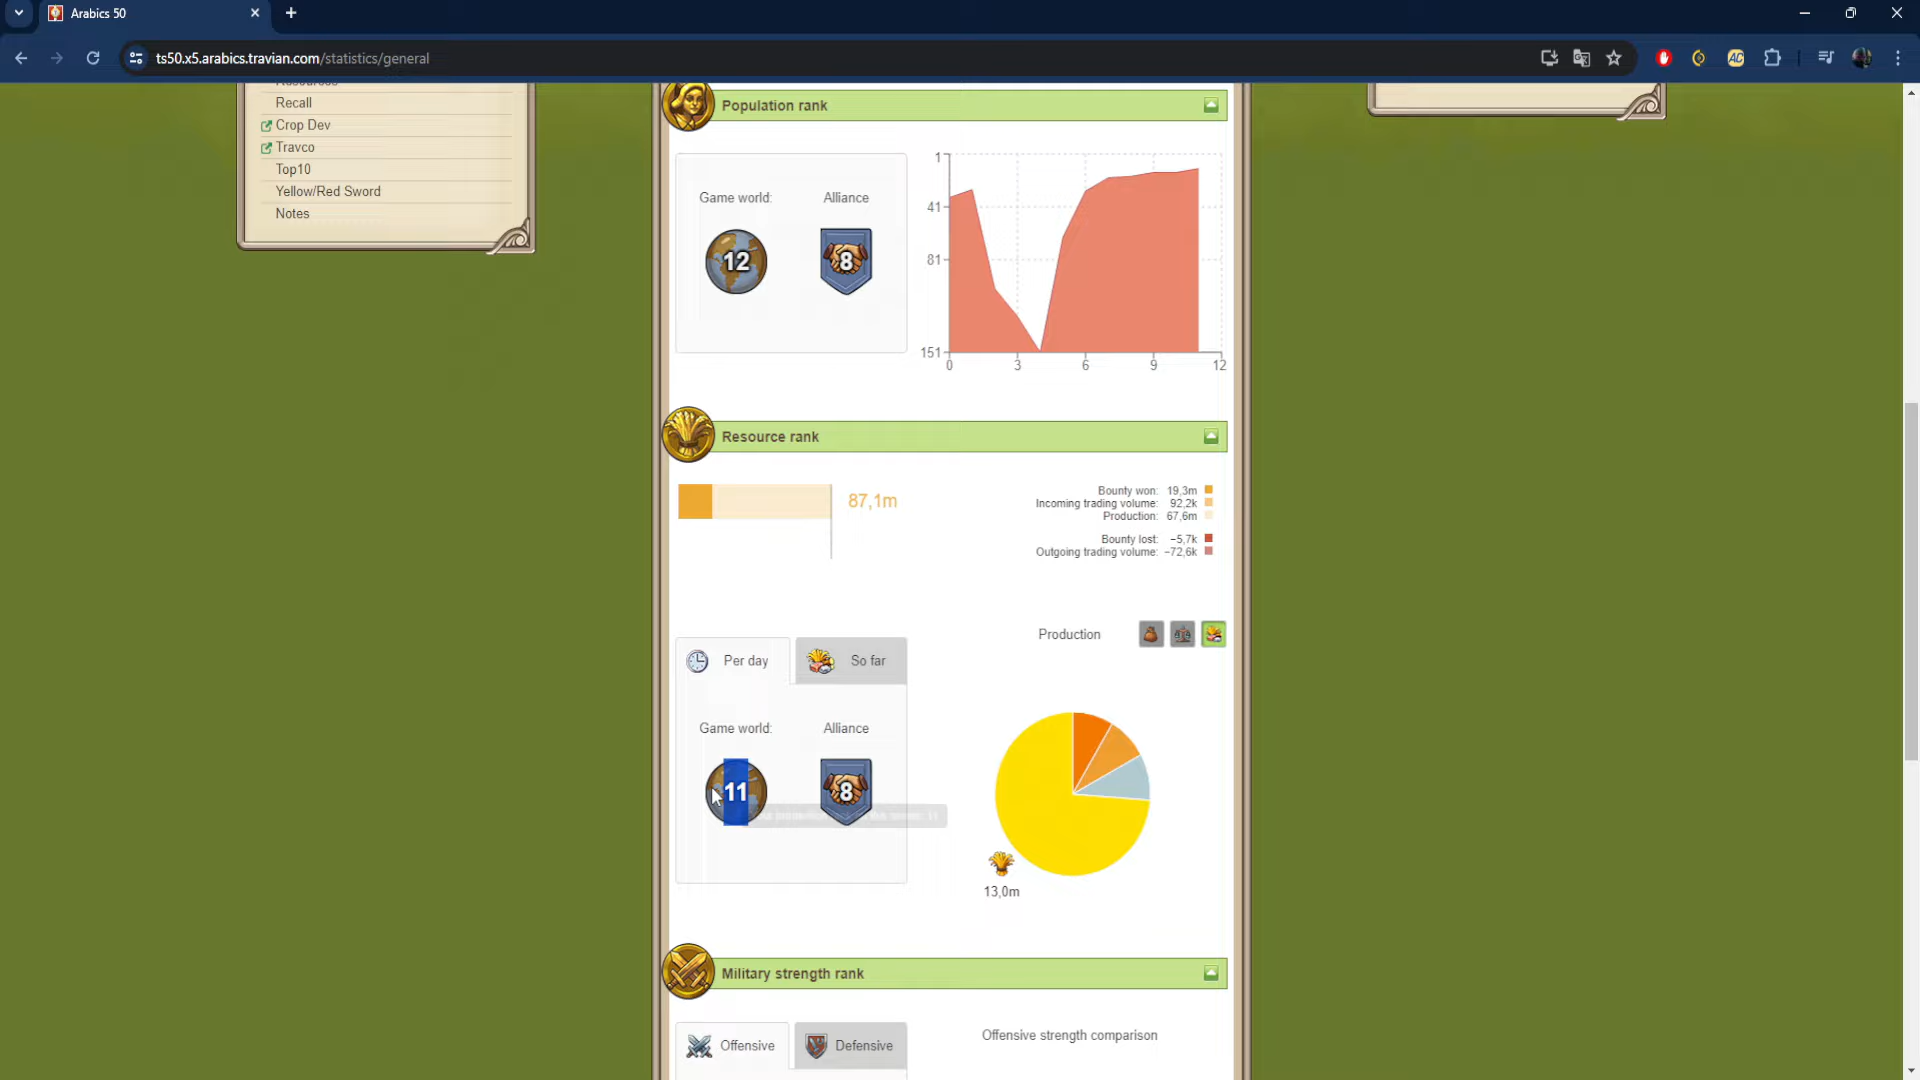 Arabics 50
ts50.x5.arabics.travian.com/statistics/general
AC
Resources
Recall
Crop Dev
Travco
Top10
Yellow/Red Sword
Notes
Population rank
Game world:
Alliance
12
8
1
41
81
151
0
3
6
9
12
Resource rank
87,1m
Bounty won: 19,3m
Incoming trading volume: 92,2k
Production: 67,6m
Bounty lost: −5,7k
Outgoing trading volume: −72,6k
Production
Per day
So far
Game world:
Alliance
11
8
13,0m
Military strength rank
Offensive
Defensive
Offensive strength comparison